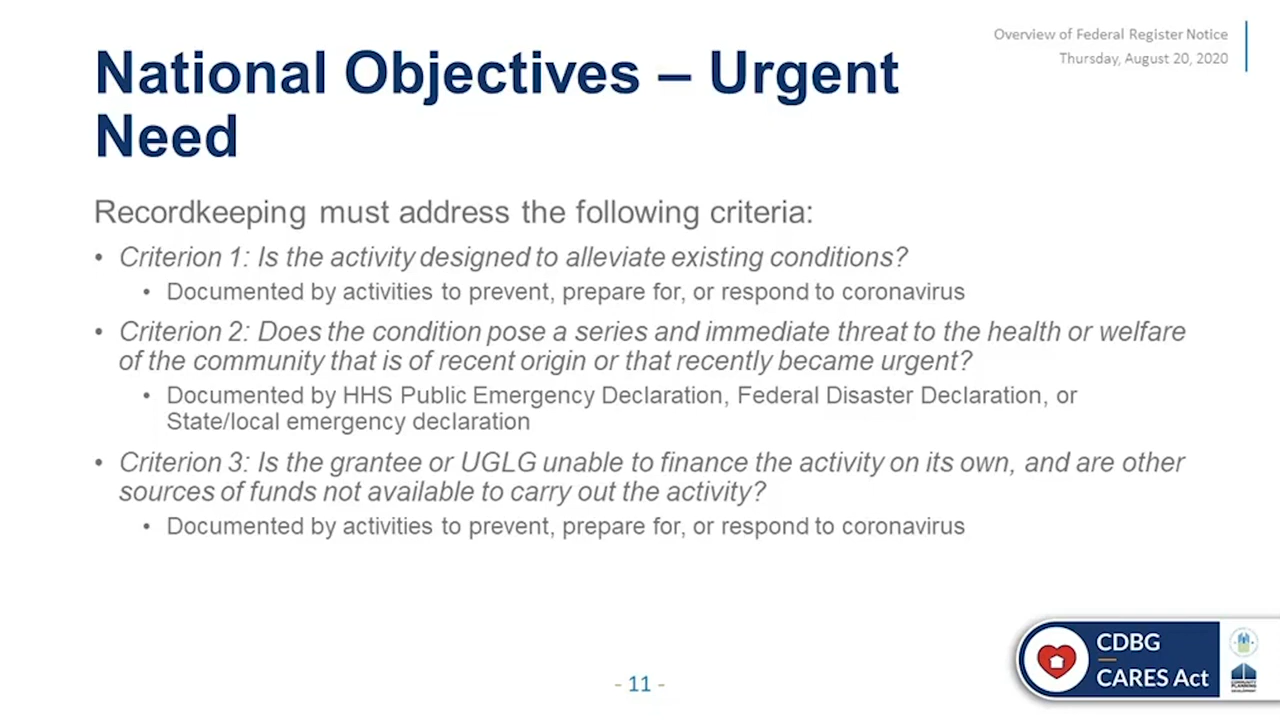 Overview of Federal Register Notice
Thursday, August 20, 2020
National Objectives – Urgent
Need
Recordkeeping must address the following criteria:
• Criterion 1: Is the activity designed to alleviate existing conditions?
• Documented by activities to prevent, prepare for, or respond to coronavirus
• Criterion 2: Does the condition pose a series and immediate threat to the health or welfare
of the community that is of recent origin or that recently became urgent?
• Documented by HHS Public Emergency Declaration, Federal Disaster Declaration, or
State/local emergency declaration
• Criterion 3: Is the grantee or UGLG unable to finance the activity on its own, and are other
sources of funds not available to carry out the activity?
• Documented by activities to prevent, prepare for, or respond to coronavirus
- 11 -
CDBG
CARES Act
COMMUNITY
PLANNING
DEVELOPMENT